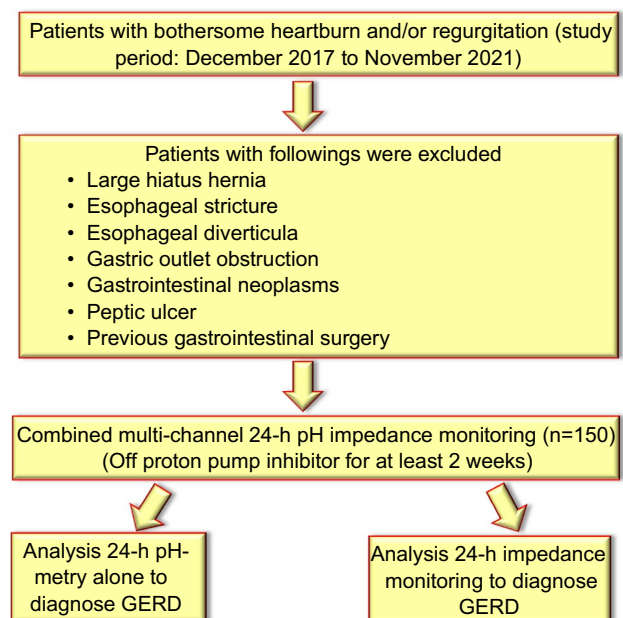 Patients with bothersome heartburn and/or regurgitation (study
period: December 2017 to November 2021)
Patients with followings were excluded
• Large hiatus hernia
• Esophageal stricture
• Esophageal diverticula
• Gastric outlet obstruction
• Gastrointestinal neoplasms
• Peptic ulcer
• Previous gastrointestinal surgery
Combined multi-channel 24-h pH impedance monitoring (n=150)
(Off proton pump inhibitor for at least 2 weeks)
Analysis 24-h pH-
metry alone to
diagnose GERD
Analysis 24-h impedance
monitoring to diagnose
GERD